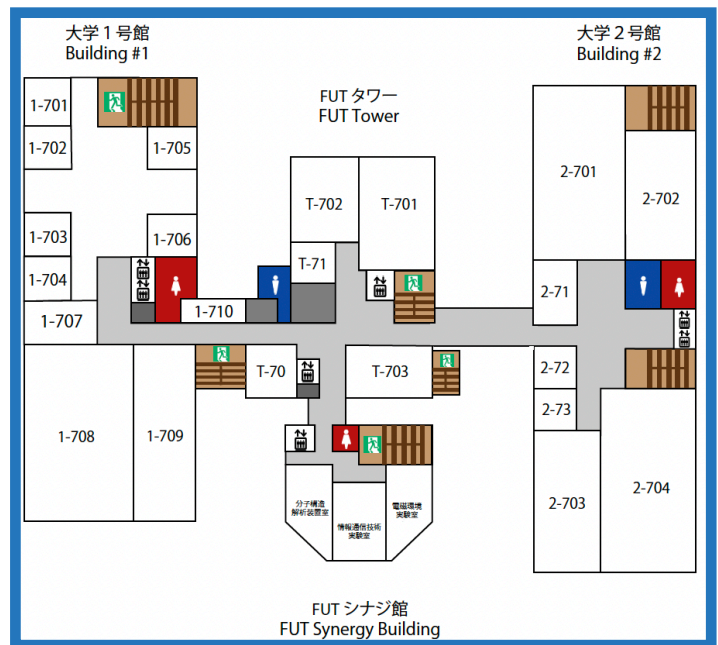 大学１号館
Building #1
大学２号館
Building #2
FUT タワー
FUT Tower
1-701
1-702
1-705
1-703
1-706
1-704
1-707
1-710
1-708
1-709
T-702
T-701
T-71
T-70
T-703
2-701
2-702
2-71
2-72
2-73
2-703
2-704
分子構造
解析装置室
情報通信技術
実験室
電磁環境
実験室
FUT シナジ館
FUT Synergy Building